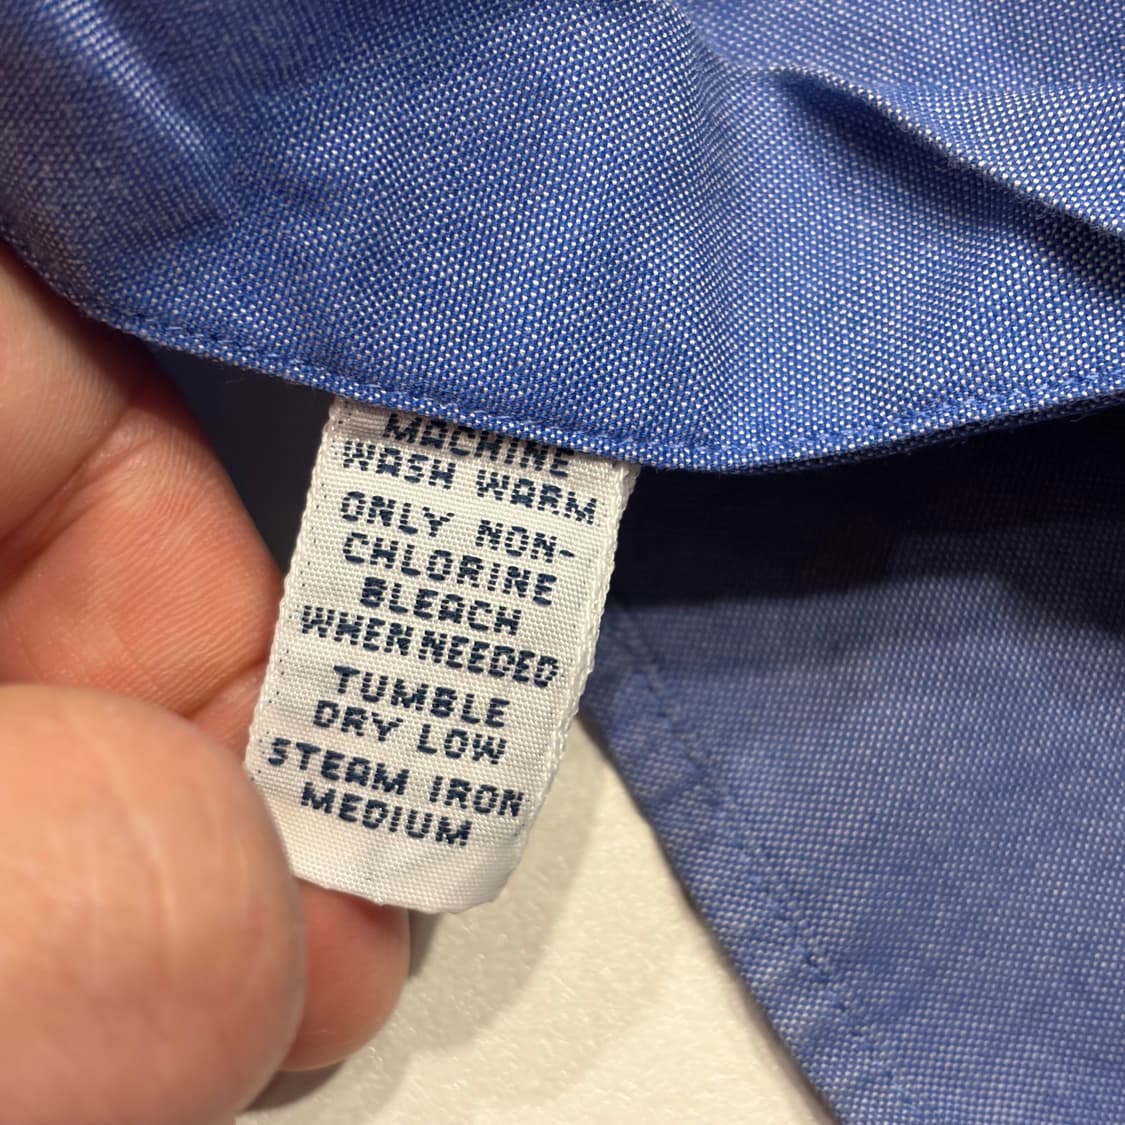 MACHINE
WASH WARM
ONLY NON-
CHLORINE
BLEACH
WHEN NEEDED
TUMBLE
DRY LOW
STEAM IRON
MEDIUM